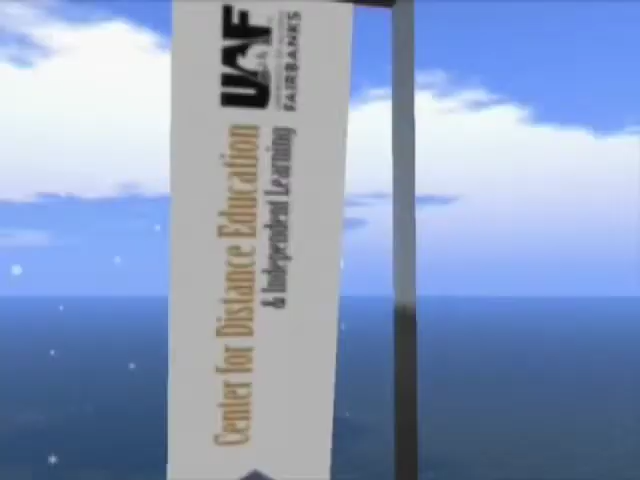 Center for Distance Education
& Independent Learning
UAF
FAIRBANKS